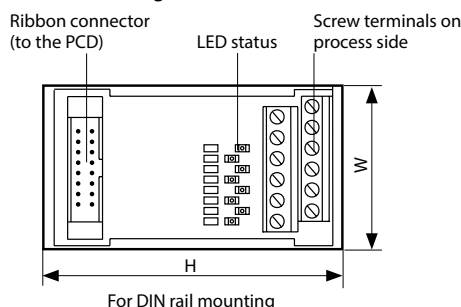 Ribbon connector
(to the PCD)
LED status
Screw terminals on
process side
W
H
For DIN rail mounting